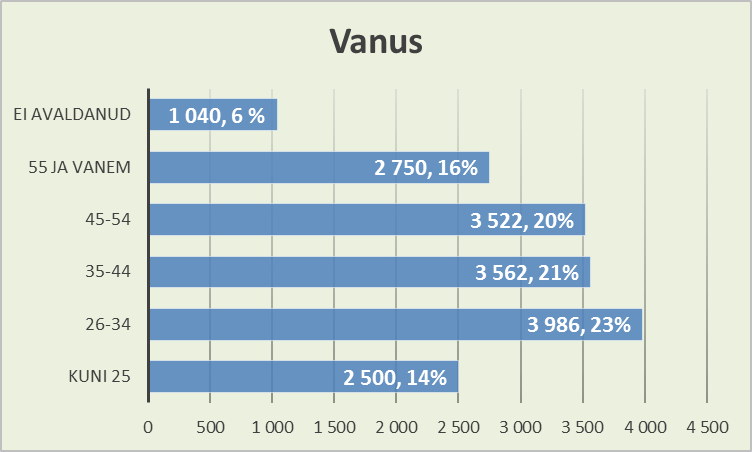 Vanus
EI AVALDANUD 1 040, 6 %
55 JA VANEM 2 750, 16%
45-54 3 522, 20%
35-44 3 562, 21%
26-34 3 986, 23%
KUNI 25 2 500, 14%
0 500 1 000 1 500 2 000 2 500 3 000 3 500 4 000 4 500